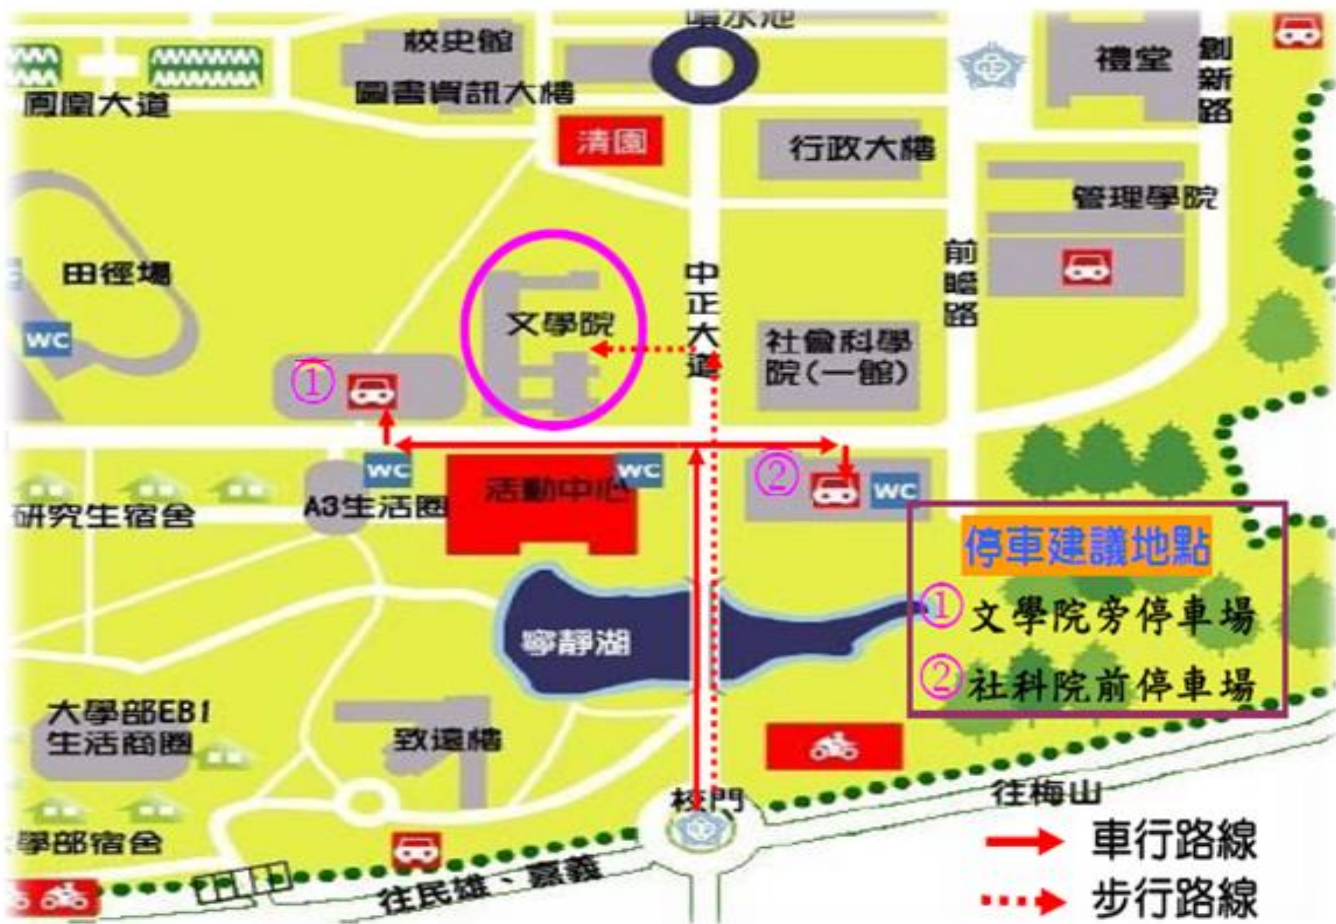 噴水池
校史館
圖書資訊大樓
鳳凰大道
禮堂
創新路
清園
行政大樓
管理學院
田徑場
WC
文學院
中正大道
前瞻路
社會科學
院(一館)
①
WC
活動中心
WC
②
WC
A3生活圈
研究生宿舍
停車建議地點
①文學院旁停車場
②社科院前停車場
寧靜湖
大學部EB1
生活商圈
致遠樓
校門
往梅山
學部宿舍
往民雄、嘉義
車行路線
步行路線